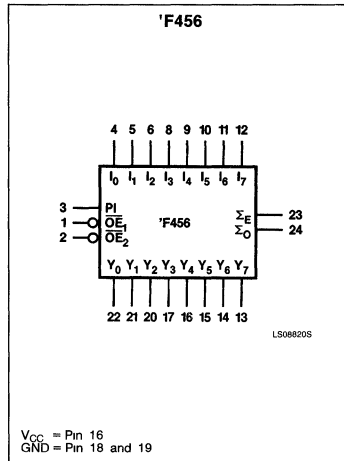 'F456
4 5 6 8 9 10 11 12
I0 I1 I2 I3 I4 I5 I6 I7
3 PI
1 OE1
2 OE2
'F456
ΣE 23
ΣO 24
Y0 Y1 Y2 Y3 Y4 Y5 Y6 Y7
22 21 20 17 16 15 14 13
LS08820S
VCC = Pin 16
GND = Pin 18 and 19